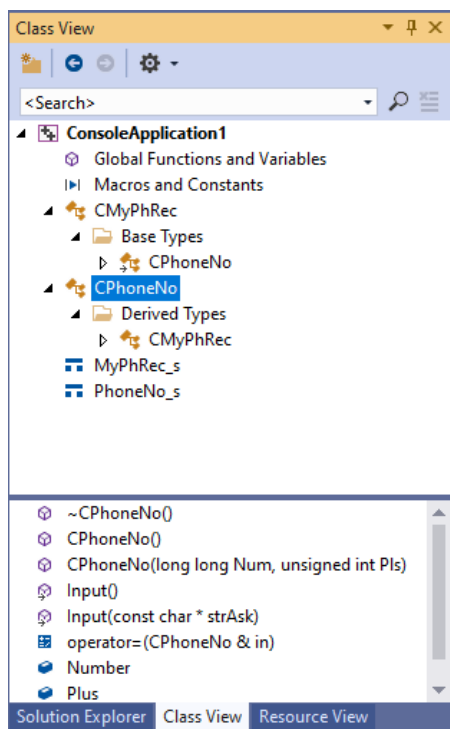 Class View
<Search>
ConsoleApplication1
Global Functions and Variables
Macros and Constants
CMyPhRec
Base Types
CPhoneNo
CPhoneNo
Derived Types
CMyPhRec
MyPhRec_s
PhoneNo_s
~CPhoneNo()
CPhoneNo()
CPhoneNo(long long Num, unsigned int Pls)
Input()
Input(const char * strAsk)
operator=(CPhoneNo & in)
Number
Plus
Solution Explorer Class View Resource View